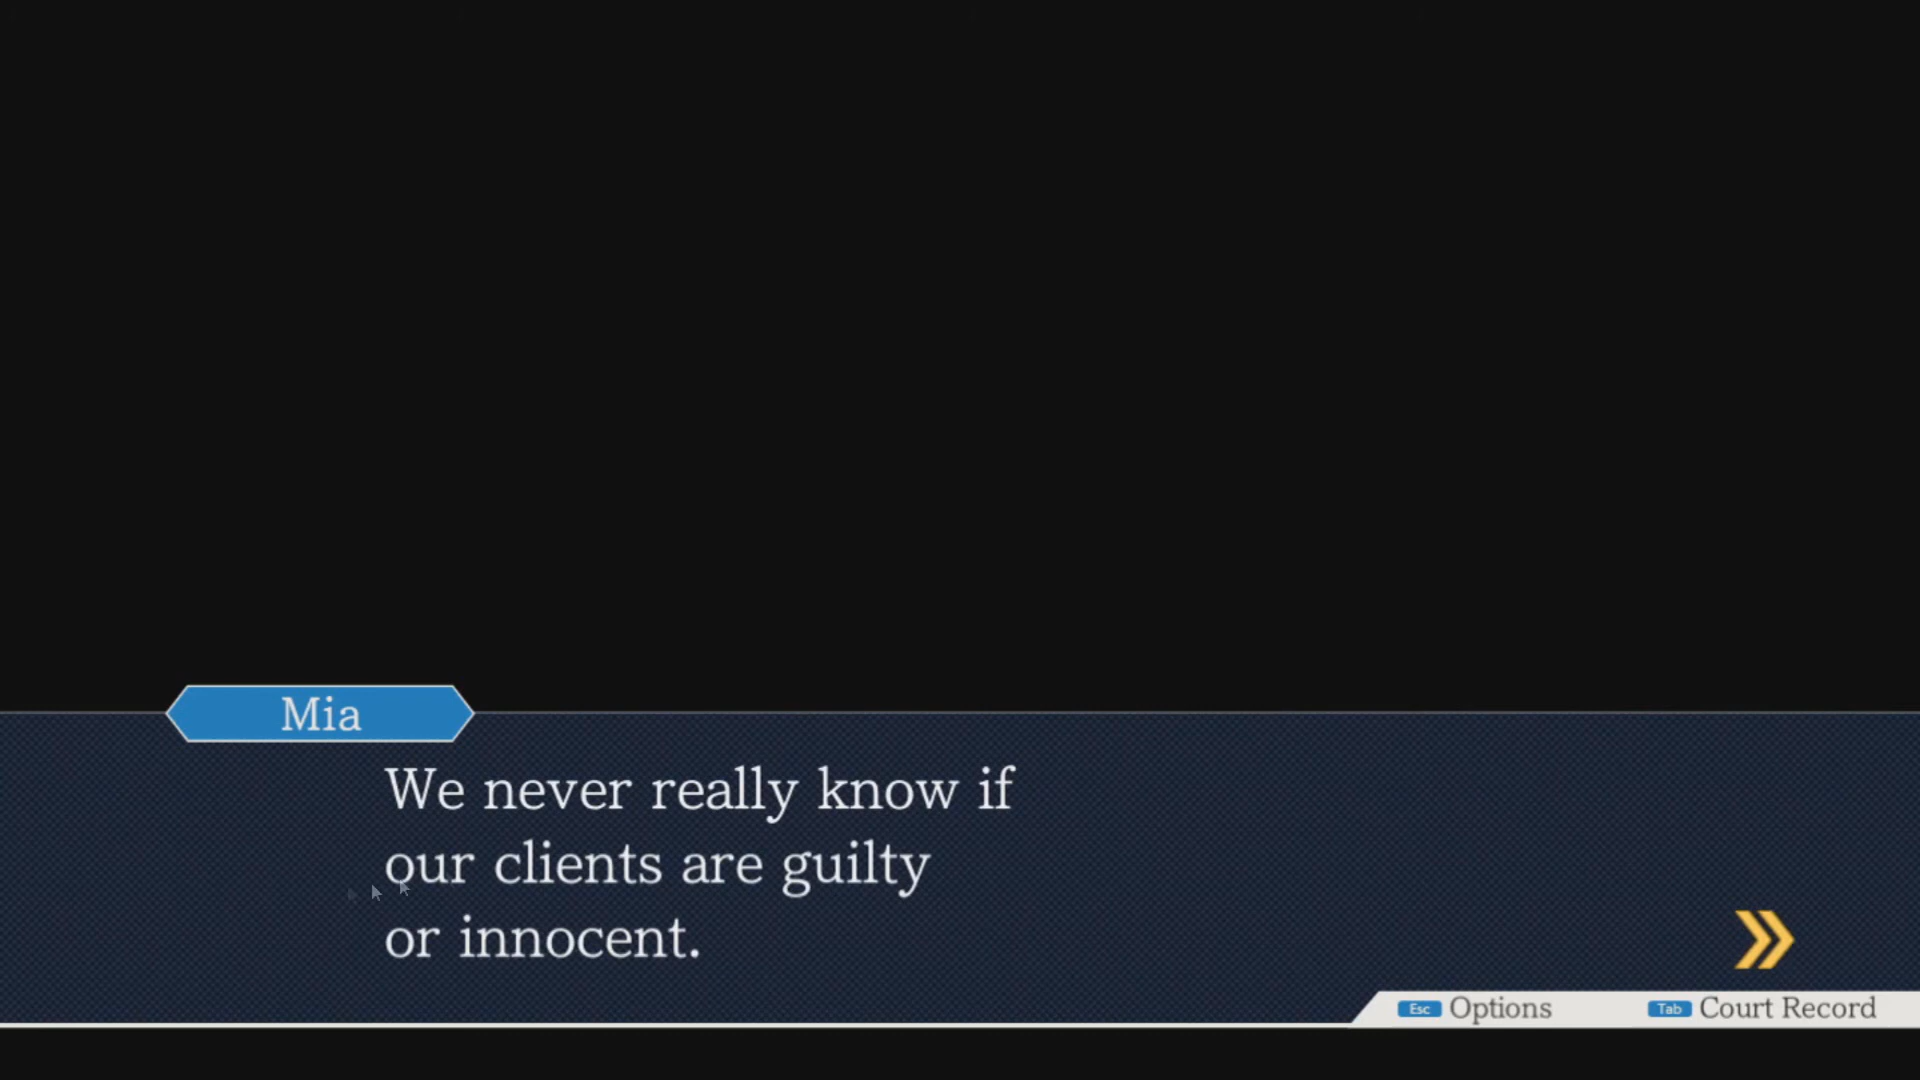 Mia
We never really know if
our clients are guilty
or innocent.
Esc Options Tab Court Record